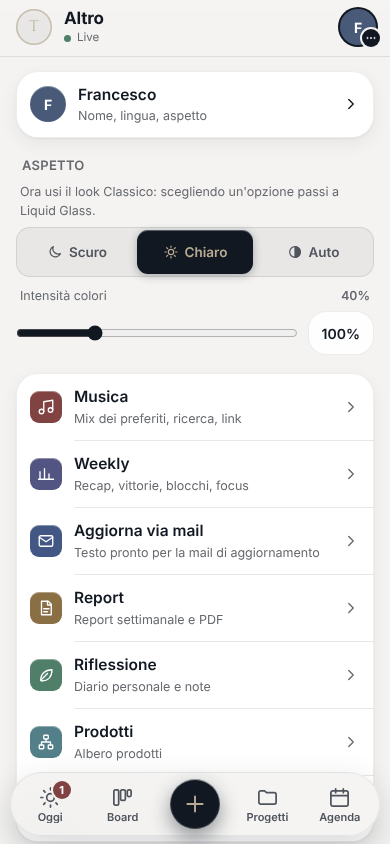 T
Altro
Live
F
F
Francesco
Nome, lingua, aspetto
ASPETTO
Ora usi il look Classico: scegliendo un'opzione passi a
Liquid Glass.
Scuro
Chiaro
Auto
Intensità colori
40%
100%
Musica
Mix dei preferiti, ricerca, link
Weekly
Recap, vittorie, blocchi, focus
Aggiorna via mail
Testo pronto per la mail di aggiornamento
Report
Report settimanale e PDF
Riflessione
Diario personale e note
Prodotti
Albero prodotti
1
Oggi
Board
Progetti
Agenda